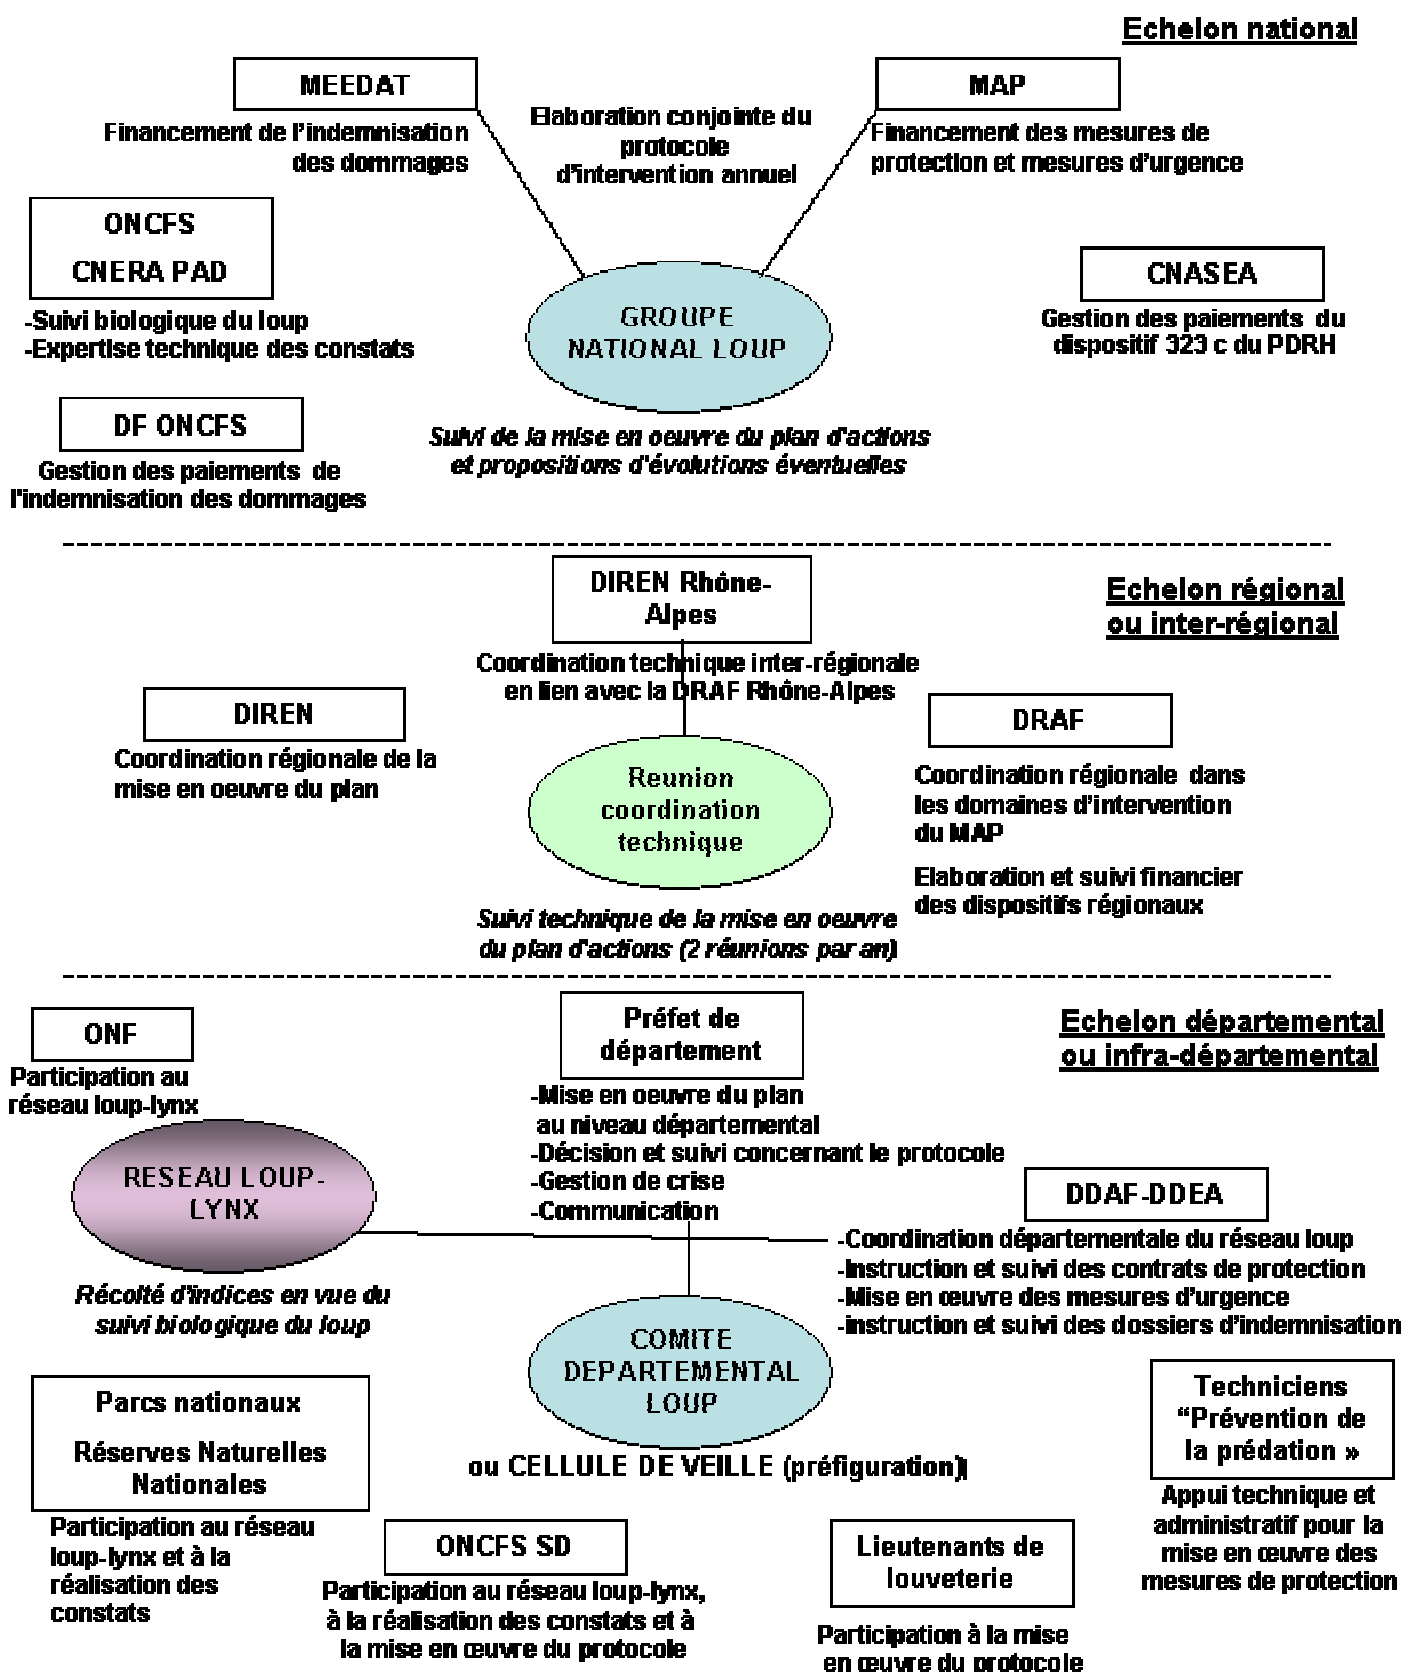 Echelon national
MEEDAT
Financement de l'indemnisation
des dommages
Elaboration conjointe du
protocole
d'intervention annuel
MAP
Financement des mesures de
protection et mesures d'urgence
ONCFS
CNERA PAD
-Suivi biologique du loup
-Expertise technique des constats
GROUPE
NATIONAL LOUP
CNASEA
Gestion des paiements du
dispositif 323 c du PDRH
DF ONCFS
Gestion des paiements de
l'indemnisation des dommages
Suivi de la mise en oeuvre du plan d'actions
et propositions d'évolutions éventuelles
DIREN Rhône-
Alpes
Echelon régional
ou inter-régional
Coordination technique inter-régionale
en lien avec la DRAF Rhône-Alpes
DIREN
Coordination régionale de la
mise en oeuvre du plan
DRAF
Coordination régionale dans
les domaines d'intervention
du MAP
Elaboration et suivi financier
des dispositifs régionaux
Reunion
coordination
technique
Suivi technique de la mise en oeuvre
du plan d'actions (2 réunions par an)
ONF
Participation au
réseau loup-lynx
Préfet de
département
Echelon départemental
ou infra-départemental
-Mise en oeuvre du plan
au niveau départemental
-Décision et suivi concernant le protocole
-Gestion de crise
-Communication
RESEAU LOUP-
LYNX
Récolté d'indices en vue du
suivi biologique du loup
DDAF-DDEA
-Coordination départementale du réseau loup
-Instruction et suivi des contrats de protection
-Mise en œuvre des mesures d'urgence
-instruction et suivi des dossiers d'indemnisation
COMITE
DEPARTEMENTAL
LOUP
ou CELLULE DE VEILLE (préfiguration)
Parcs nationaux
Réserves Naturelles
Nationales
Participation au réseau
loup-lynx et à la
réalisation des
constats
ONCFS SD
Participation au réseau loup-lynx,
à la réalisation des constats et à
la mise en œuvre du protocole
Lieutenants de
louveterie
Participation à la mise
en œuvre du protocole
Techniciens
“Prévention de
la prédation »
Appui technique et
administratif pour la
mise en œuvre des
mesures de protection